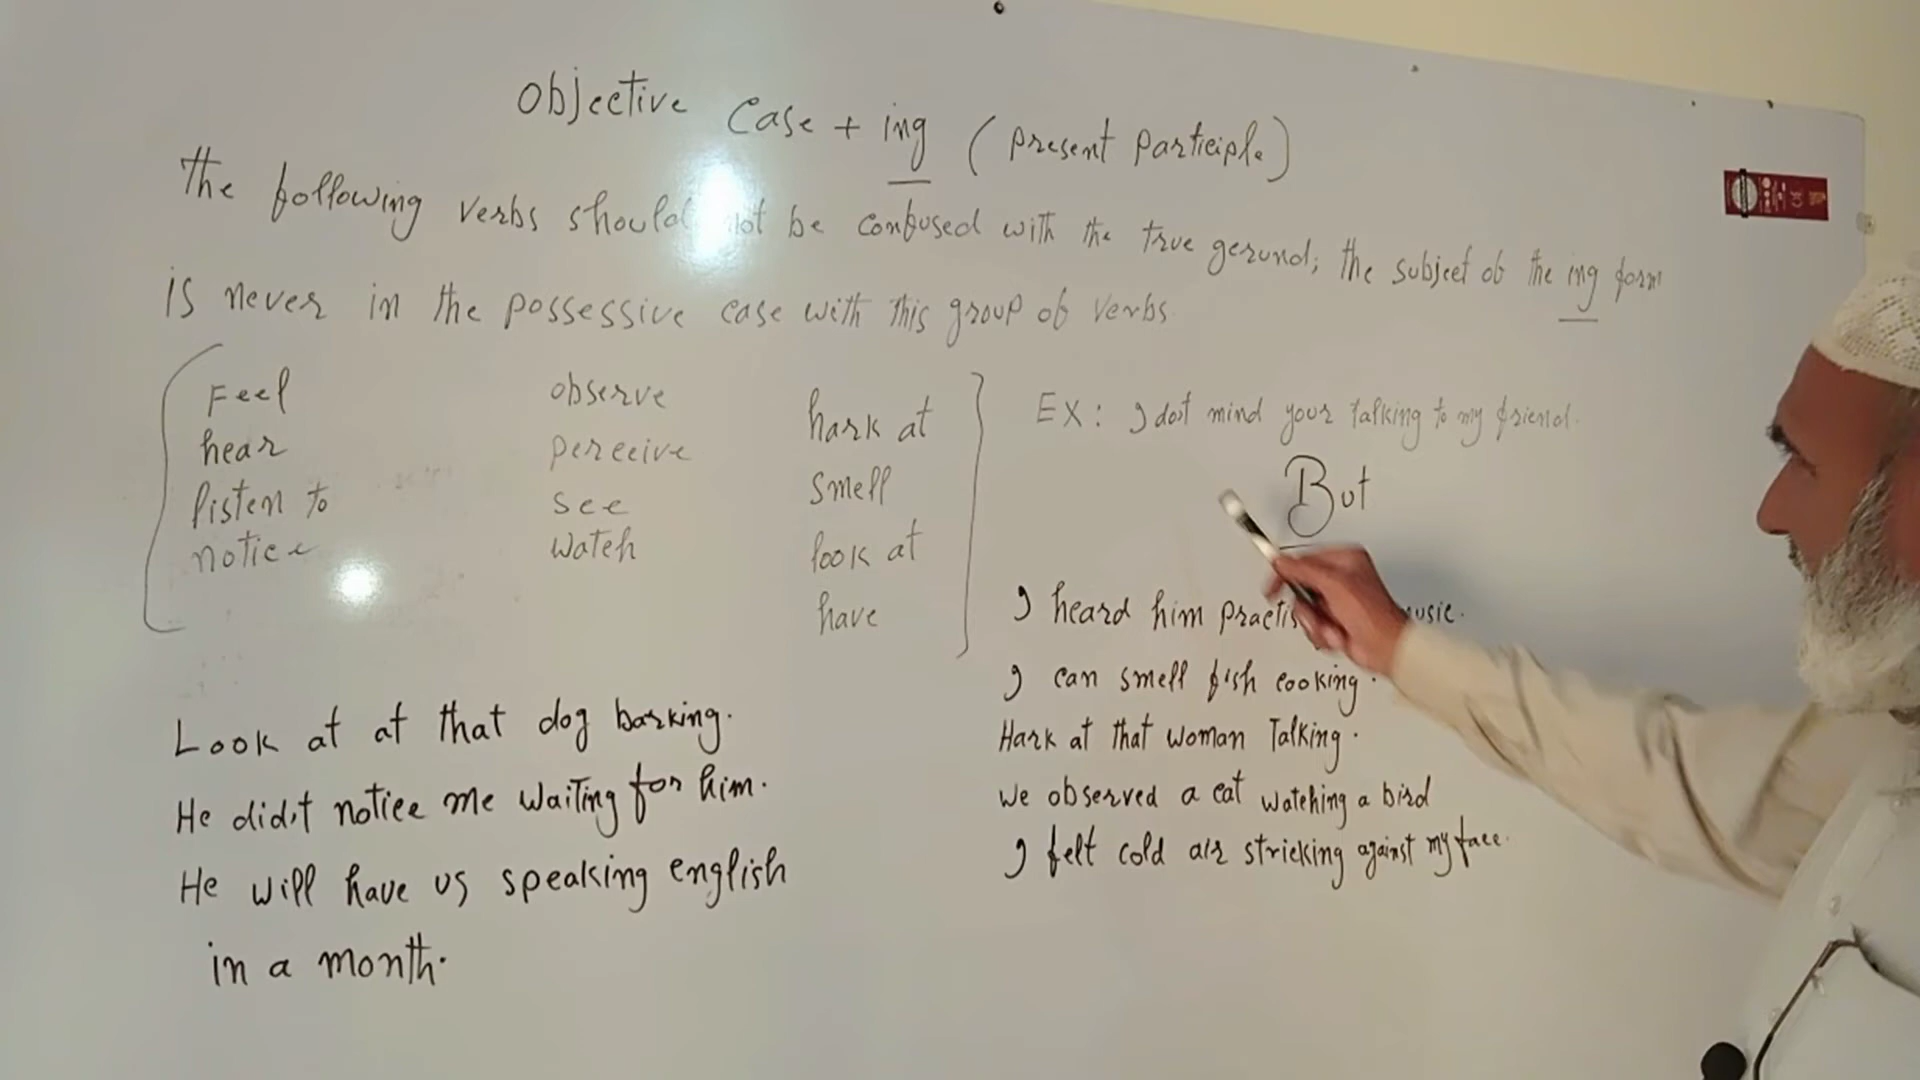 objective case + ing (present participle)
the following verbs should not be confused with the true gerund; the subject of the ing form
is never in the possessive case with this group of verbs.
Feel
hear
listen to
notice
observe
perceive
see
watch
hark at
smell
look at
have
EX: I don't mind your talking to my friend.
But
I heard him
I can smell fish cooking.
Hark at that woman talking.
we observed a cat watching a bird
I felt cold air stricking against my face.
Look at at that dog barking.
He didn't notice me waiting for him.
He will have us speaking english
in a month.